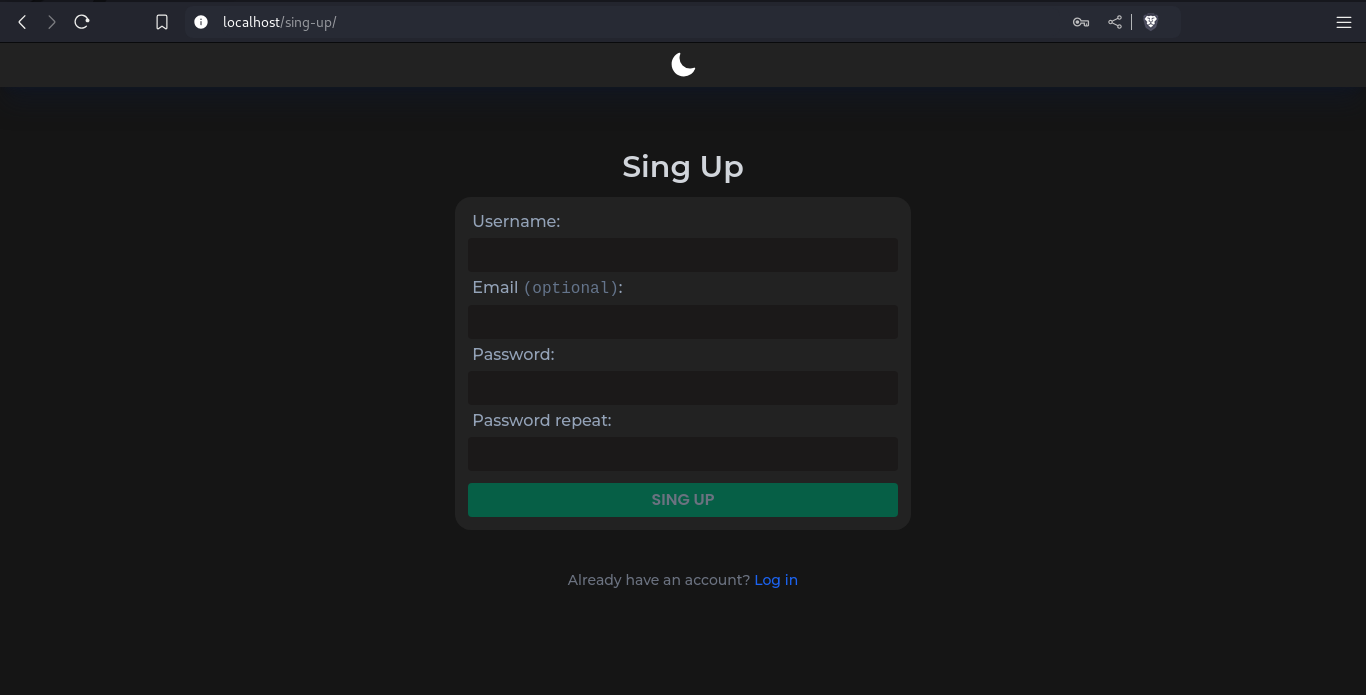 localhost/sing-up/
Sing Up
Username:
Email (optional):
Password:
Password repeat:
SING UP
Already have an account? Log in